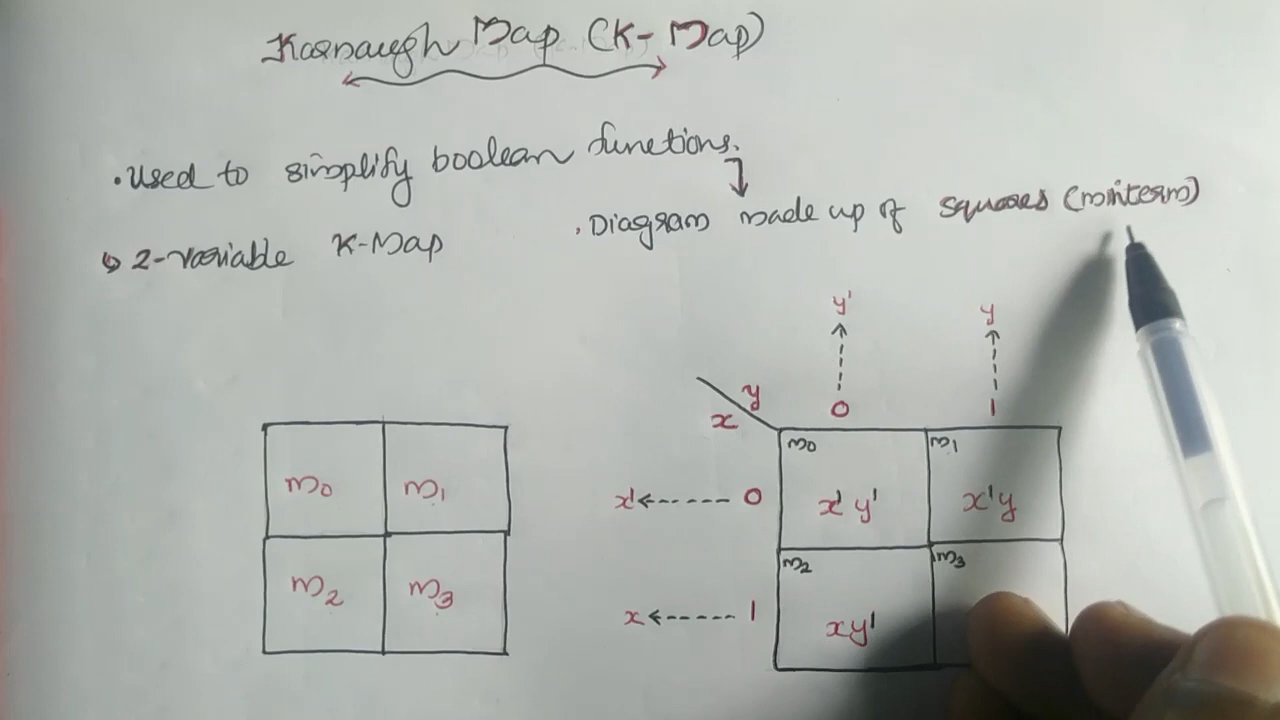 Karnaugh Map (K-Map)
. Used to simplify boolean functions.
. Diagram made up of squares (minterm)
↳ 2-variable K-Map
y' y
x y 0 1
m0 m1
x' 0 x'y' x'y
m0 m1
m2 m3
x 1 xy'
m2 m3